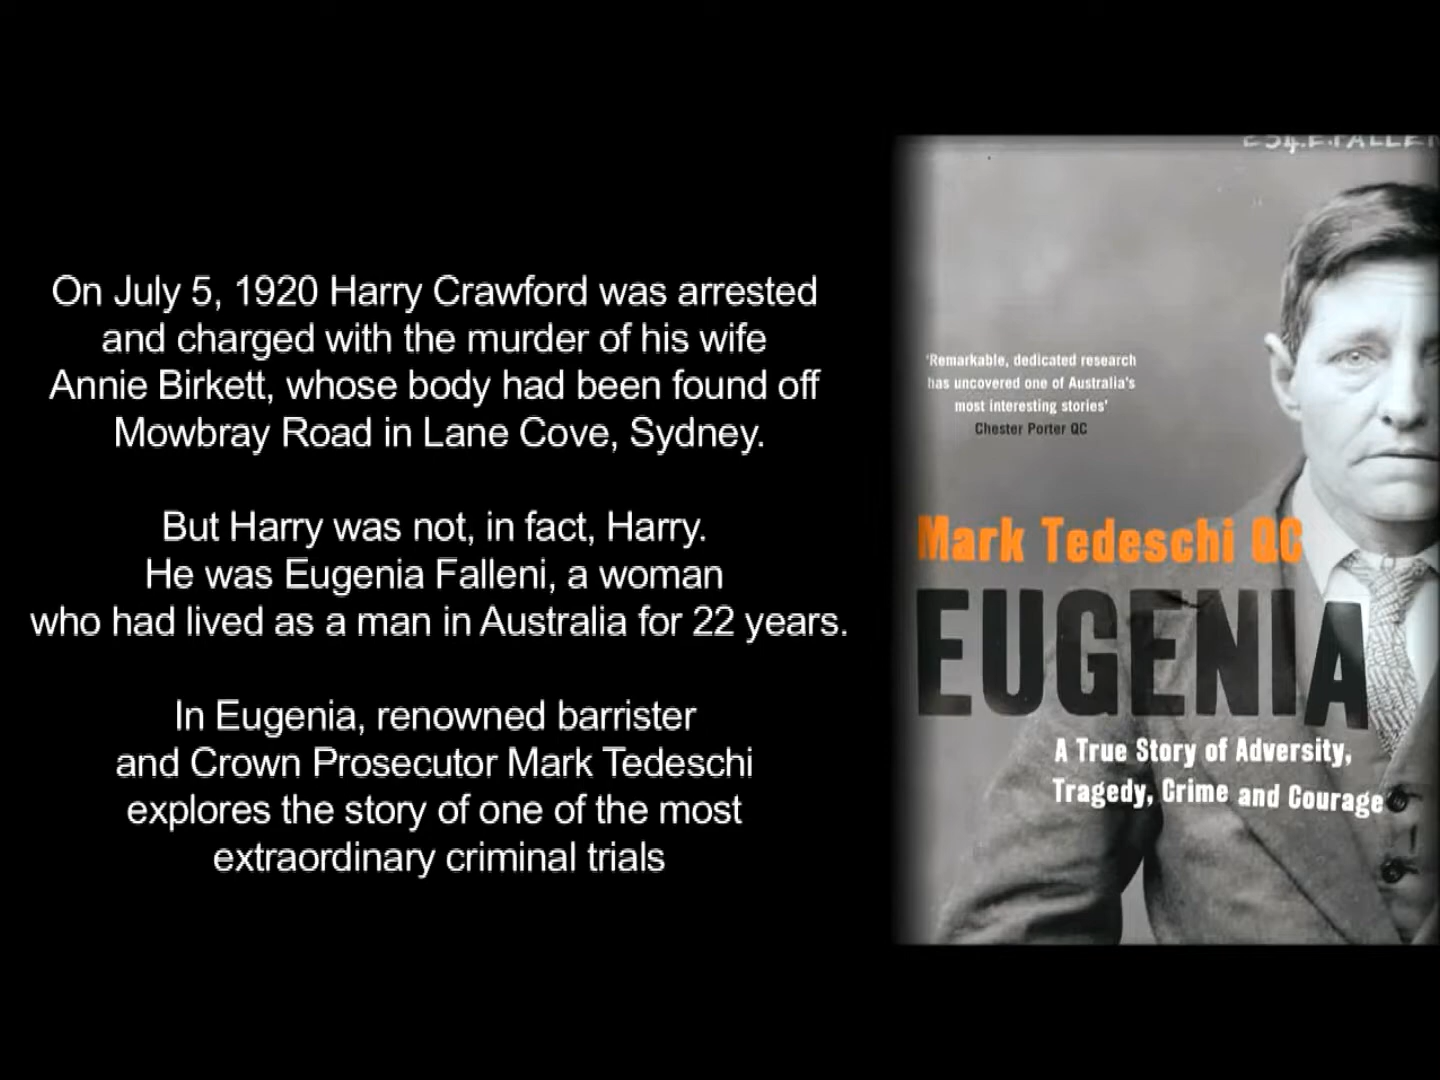 On July 5, 1920 Harry Crawford was arrested
and charged with the murder of his wife
Annie Birkett, whose body had been found off
Mowbray Road in Lane Cove, Sydney.
But Harry was not, in fact, Harry.
He was Eugenia Falleni, a woman
who had lived as a man in Australia for 22 years.
In Eugenia, renowned barrister
and Crown Prosecutor Mark Tedeschi
explores the story of one of the most
extraordinary criminal trials
'Remarkable, dedicated research
has uncovered one of Australia's
most interesting stories'
Chester Porter QC
Mark Tedeschi QC
EUGENIA
A True Story of Adversity,
Tragedy, Crime and Courage